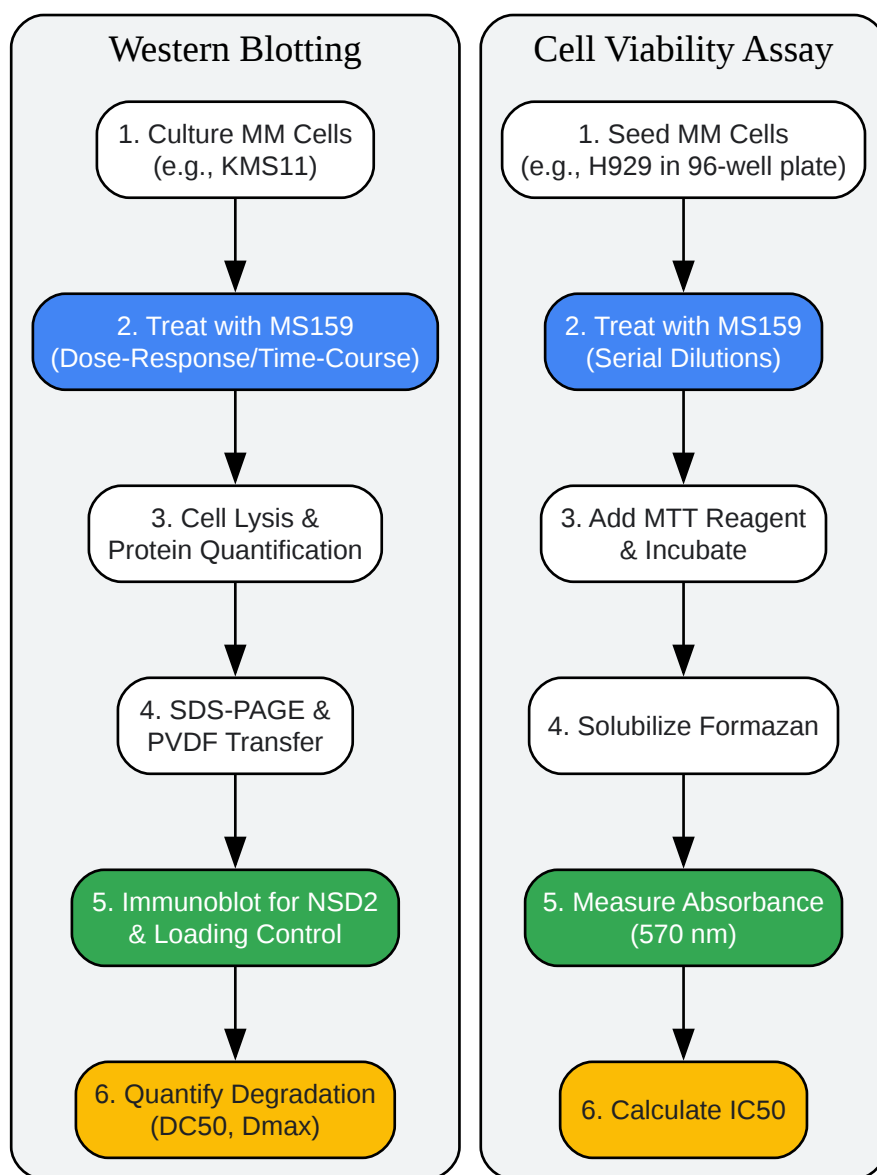 Western Blotting
1. Culture MM Cells
(e.g., KMS11)
2. Treat with MS159
(Dose-Response/Time-Course)
3. Cell Lysis &
Protein Quantification
4. SDS-PAGE &
PVDF Transfer
5. Immunoblot for NSD2
& Loading Control
6. Quantify Degradation
(DC50, Dmax)
Cell Viability Assay
1. Seed MM Cells
(e.g., H929 in 96-well plate)
2. Treat with MS159
(Serial Dilutions)
3. Add MTT Reagent
& Incubate
4. Solubilize Formazan
5. Measure Absorbance
(570 nm)
6. Calculate IC50